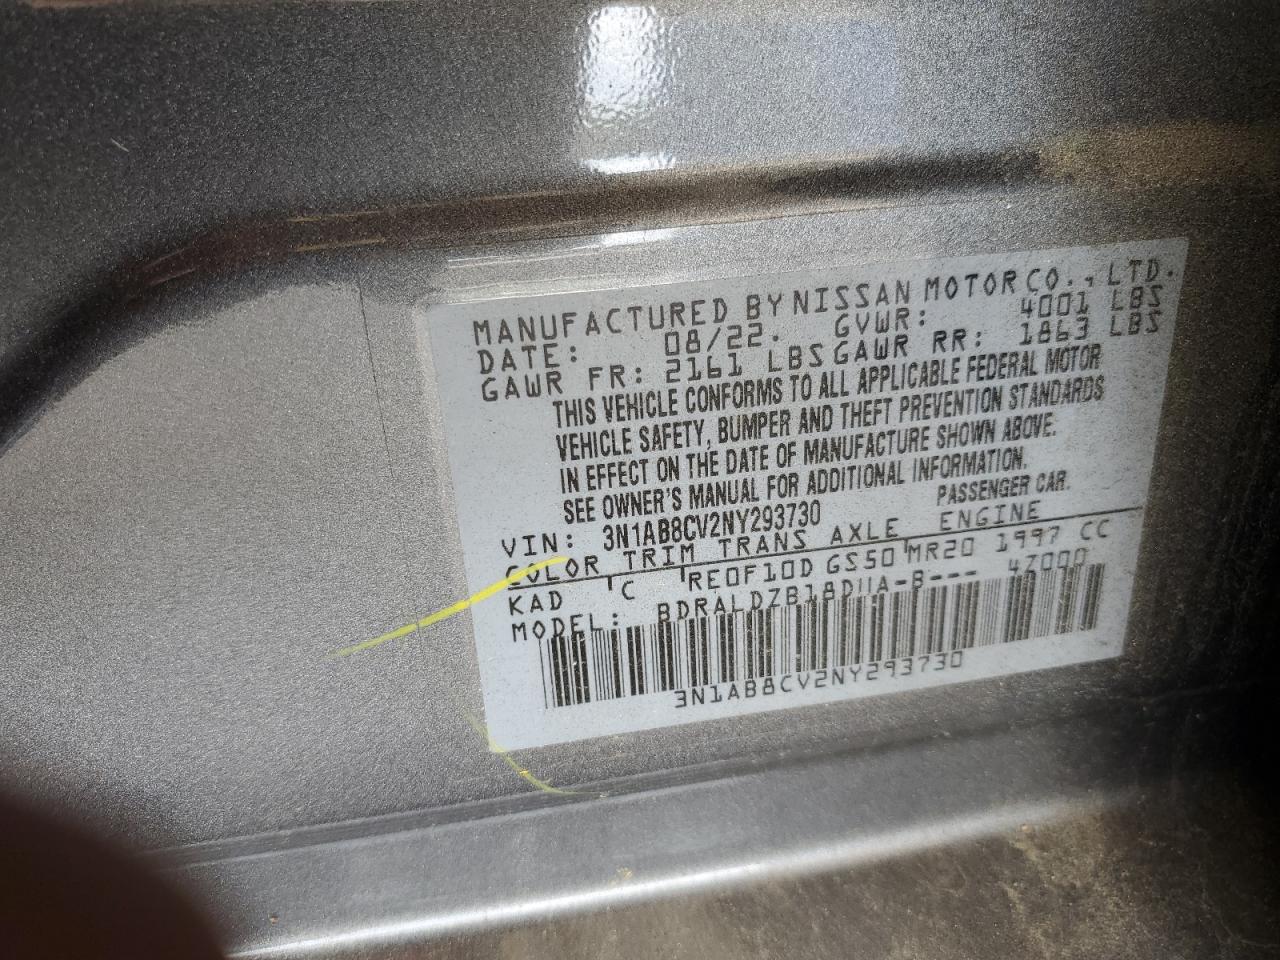 MANUFACTURED BY NISSAN MOTOR CO., LTD.
DATE: 08/22. GVWR: 4001 LBS
GAWR FR: 2161 LBS GAWR RR: 1863 LBS
THIS VEHICLE CONFORMS TO ALL APPLICABLE FEDERAL MOTOR
VEHICLE SAFETY, BUMPER AND THEFT PREVENTION STANDARDS
IN EFFECT ON THE DATE OF MANUFACTURE SHOWN ABOVE.
SEE OWNER'S MANUAL FOR ADDITIONAL INFORMATION.
VIN: 3N1AB8CV2NY293730 PASSENGER CAR.
COLOR TRIM TRANS AXLE ENGINE
KAD C RE0F10D GS50 MR20 1997 CC
MODEL: BDRALDZB18DIIA-B--- 4Z000
3N1AB8CV2NY293730